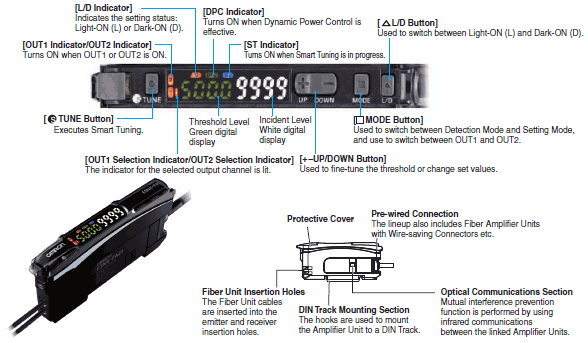 [L/D Indicator]
Indicates the setting status:
Light-ON (L) or Dark-ON (D).
[DPC Indicator]
Turns ON when Dynamic Power Control is
effective.
[△L/D Button]
Used to switch between Light-ON (L) and Dark-ON (D).
[OUT1 Indicator/OUT2 Indicator]
Turns ON when OUT1 or OUT2 is ON.
[ST Indicator]
Turns ON when Smart Tuning is in progress.
5000 9999
TUNE
UP DOWN
MODE
L/D
[TUNE Button]
Executes Smart Tuning.
Threshold Level
Green digital
display
Incident Level
White digital
display
[□MODE Button]
Used to switch between Detection Mode and Setting Mode,
and use to switch between OUT1 and OUT2.
[OUT1 Selection Indicator/OUT2 Selection Indicator]
The indicator for the selected output channel is lit.
[+−UP/DOWN Button]
Used to fine-tune the threshold or change set values.
OMRON
5000 9999
Protective Cover
Pre-wired Connection
The lineup also includes Fiber Amplifier Units
with Wire-saving Connectors etc.
Fiber Unit Insertion Holes
The Fiber Unit cables
are inserted into the
emitter and receiver
insertion holes.
DIN Track Mounting Section
The hooks are used to mount
the Amplifier Unit to a DIN Track.
Optical Communications Section
Mutual interference prevention
function is performed by using
infrared communications
between the linked Amplifier Units.